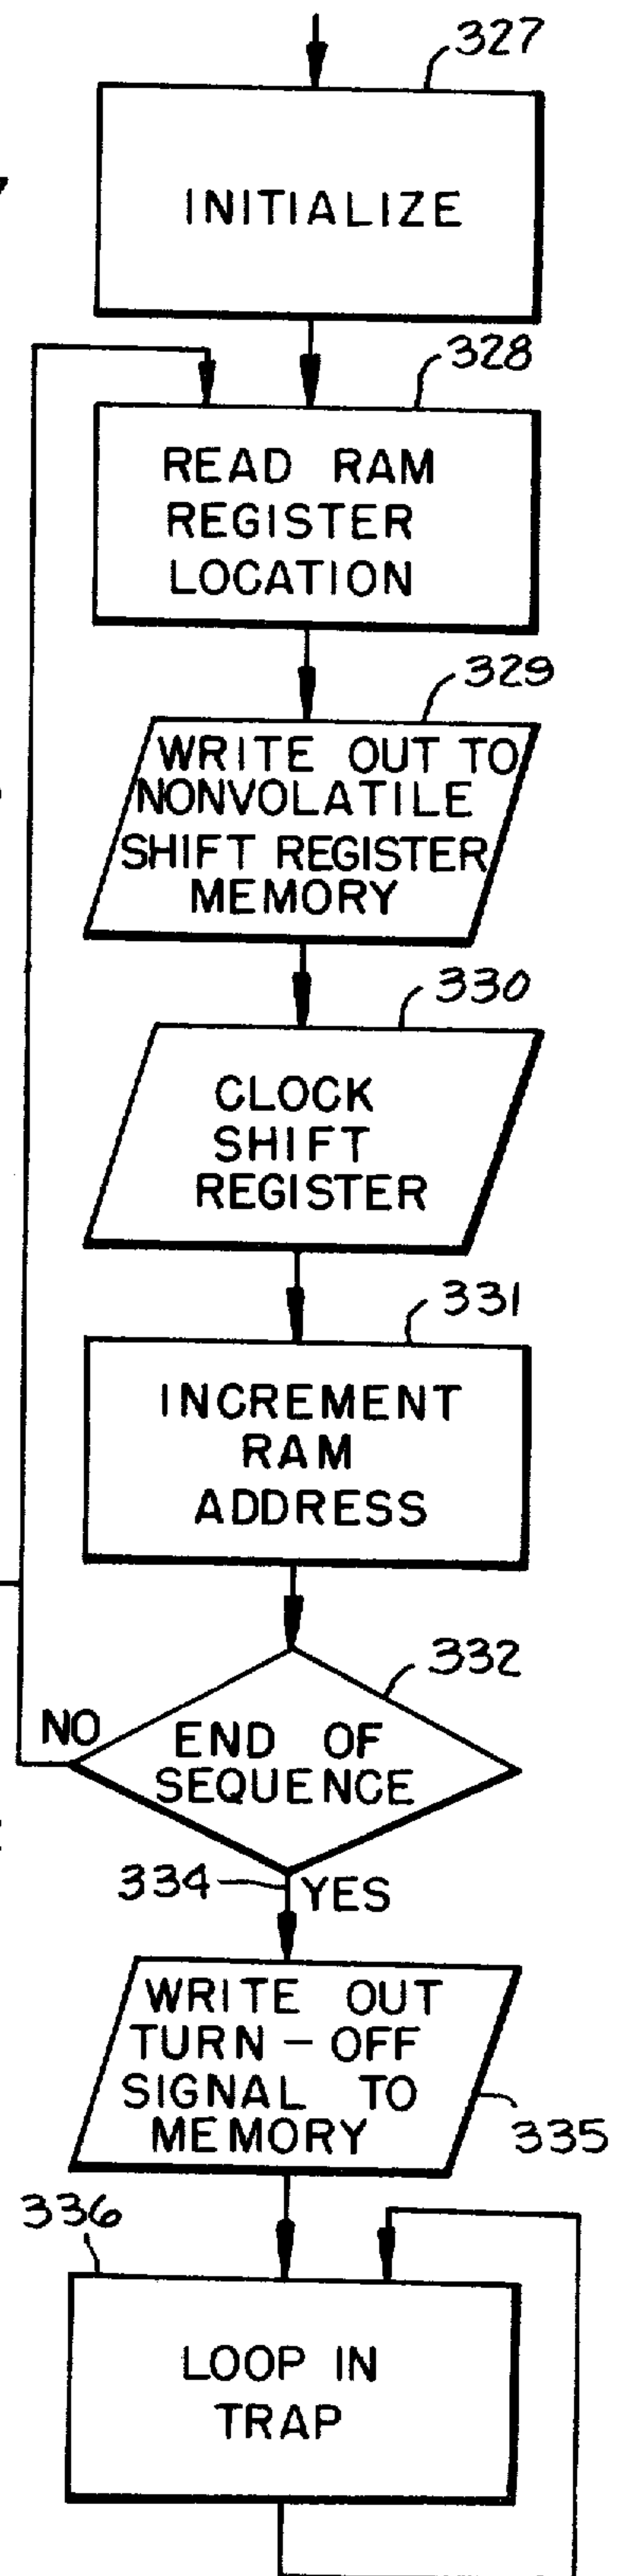 327
INITIALIZE
328
READ RAM
REGISTER
LOCATION
329
WRITE OUT TO
NONVOLATILE
SHIFT REGISTER
MEMORY
330
CLOCK
SHIFT
REGISTER
331
INCREMENT
RAM
ADDRESS
332
NO
END OF
SEQUENCE
334
YES
WRITE OUT
TURN-OFF
SIGNAL TO
MEMORY
335
336
LOOP IN
TRAP